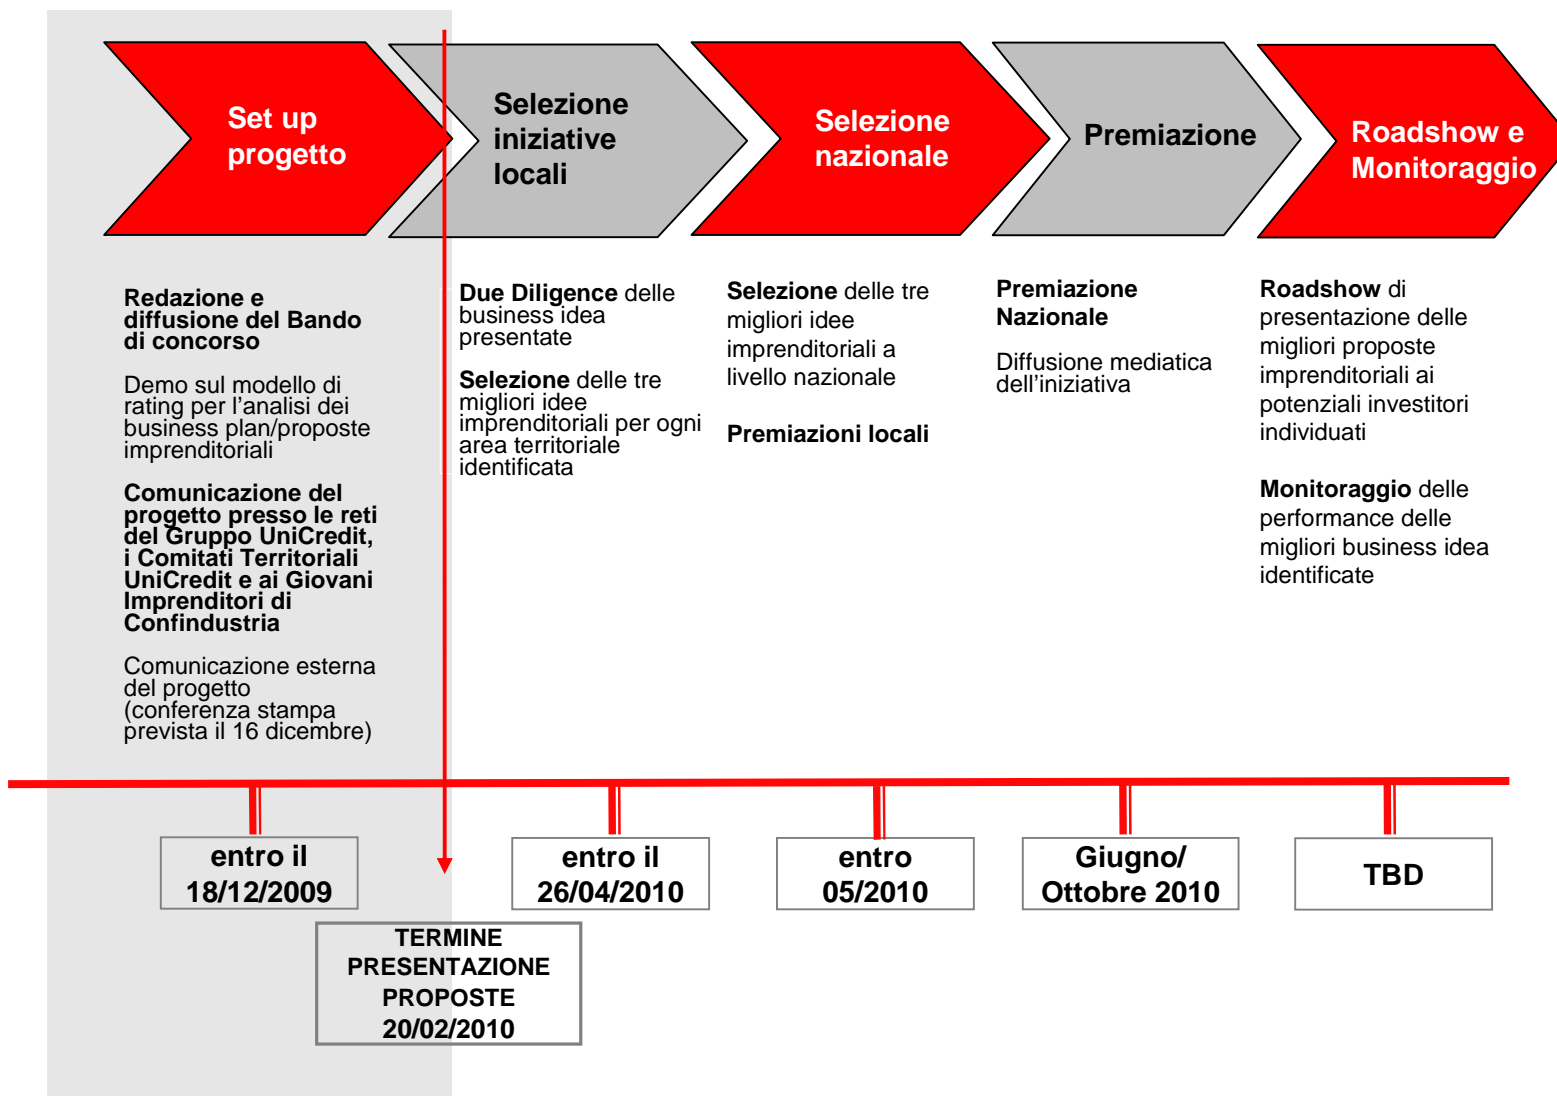 Set up
progetto
Selezione
iniziative
locali
Selezione
nazionale
Premiazione
Roadshow e
Monitoraggio
Redazione e
diffusione del Bando
di concorso
Demo sul modello di
rating per l'analisi dei
business plan/proposte
imprenditoriali
Comunicazione del
progetto presso le reti
del Gruppo UniCredit,
i Comitati Territoriali
UniCredit e ai Giovani
Imprenditori di
Confindustria
Comunicazione esterna
del progetto
(conferenza stampa
prevista il 16 dicembre)
Due Diligence delle
business idea
presentate
Selezione delle tre
migliori idee
imprenditoriali per ogni
area territoriale
identificata
Selezione delle tre
migliori idee
imprenditoriali a
livello nazionale
Premiazioni locali
Premiazione
Nazionale
Diffusione mediatica
dell'iniziativa
Roadshow di
presentazione delle
migliori proposte
imprenditoriali ai
potenziali investitori
individuati
Monitoraggio delle
performance delle
migliori business idea
identificate
entro il
18/12/2009
entro il
26/04/2010
entro
05/2010
Giugno/
Ottobre 2010
TBD
TERMINE
PRESENTAZIONE
PROPOSTE
20/02/2010